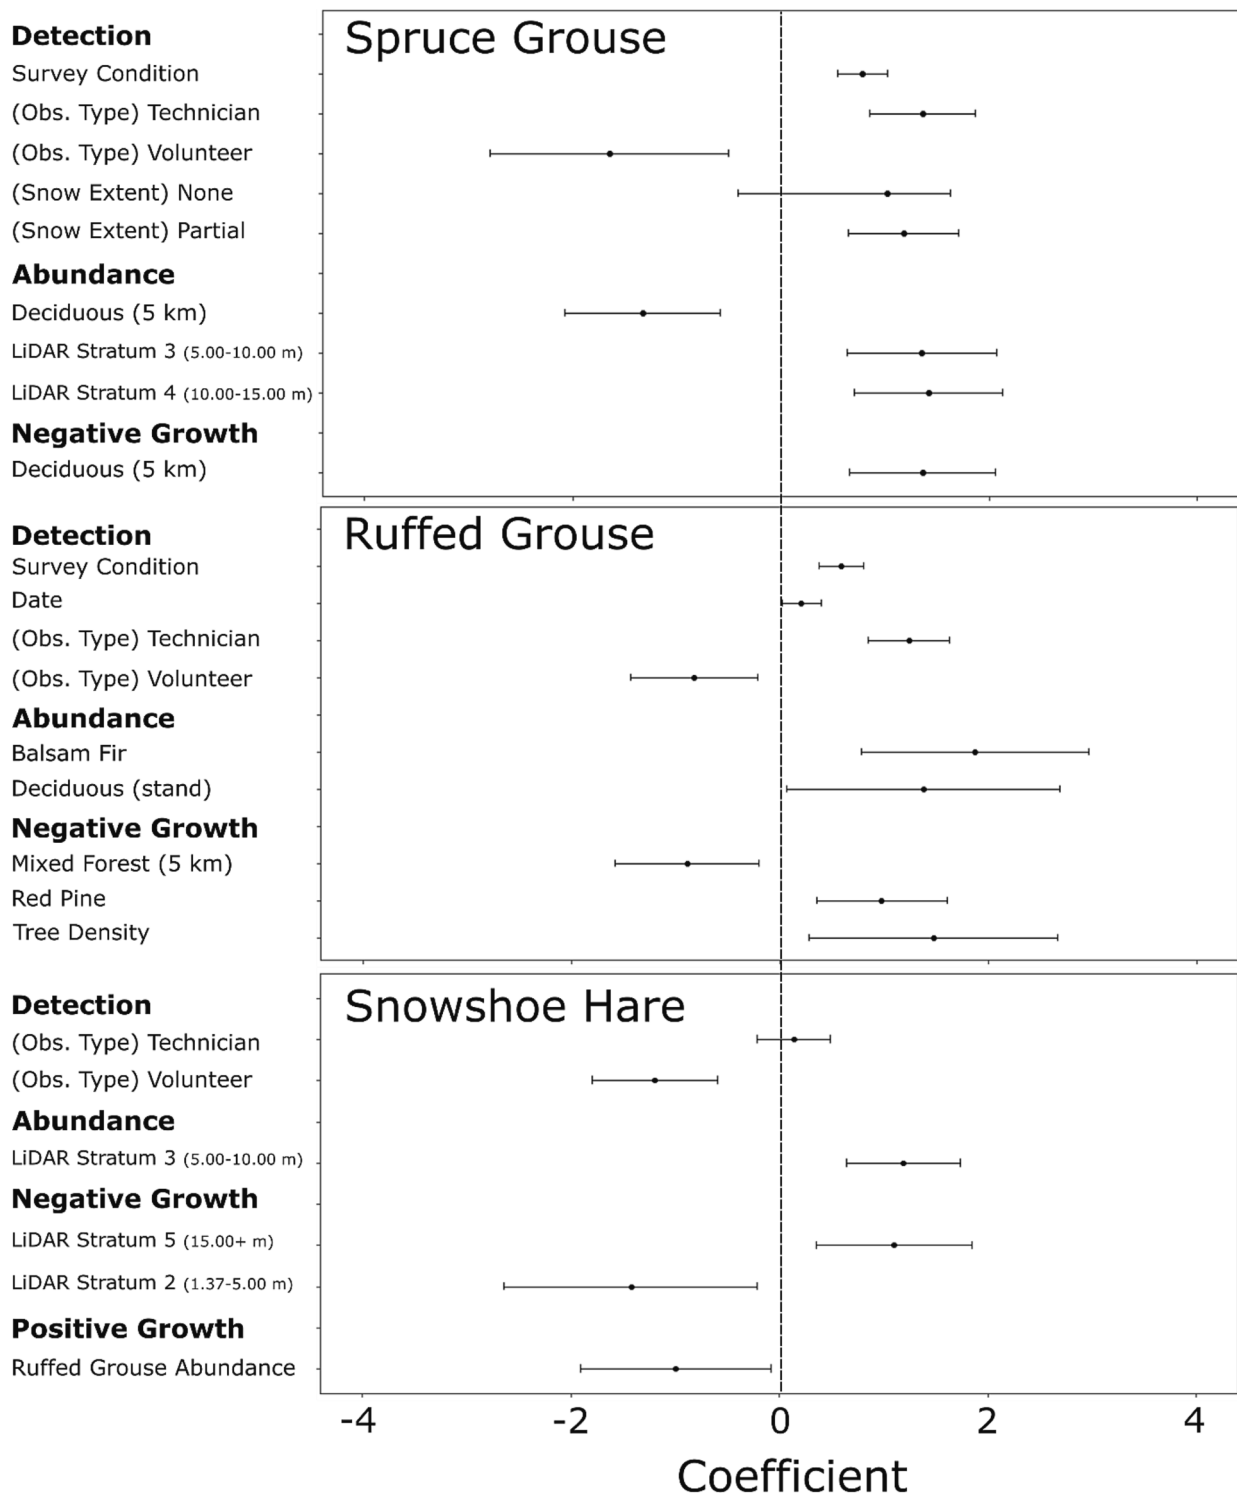 Spruce Grouse
Detection
Survey Condition
(Obs. Type) Technician
(Obs. Type) Volunteer
(Snow Extent) None
(Snow Extent) Partial
Abundance
Deciduous (5 km)
LiDAR Stratum 3 (5.00-10.00 m)
LiDAR Stratum 4 (10.00-15.00 m)
Negative Growth
Deciduous (5 km)
Ruffed Grouse
Detection
Survey Condition
Date
(Obs. Type) Technician
(Obs. Type) Volunteer
Abundance
Balsam Fir
Deciduous (stand)
Negative Growth
Mixed Forest (5 km)
Red Pine
Tree Density
Snowshoe Hare
Detection
(Obs. Type) Technician
(Obs. Type) Volunteer
Abundance
LiDAR Stratum 3 (5.00-10.00 m)
Negative Growth
LiDAR Stratum 5 (15.00+ m)
LiDAR Stratum 2 (1.37-5.00 m)
Positive Growth
Ruffed Grouse Abundance
-4 -2 0 2 4
Coefficient